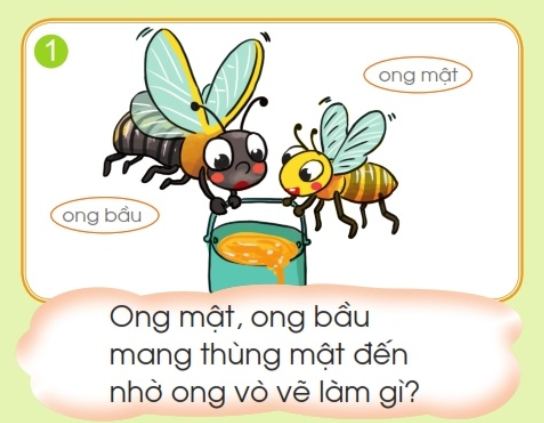 1
ong mật
ong bầu
Ong mật, ong bầu
mang thùng mật đến
nhờ ong vò vẽ làm gì?